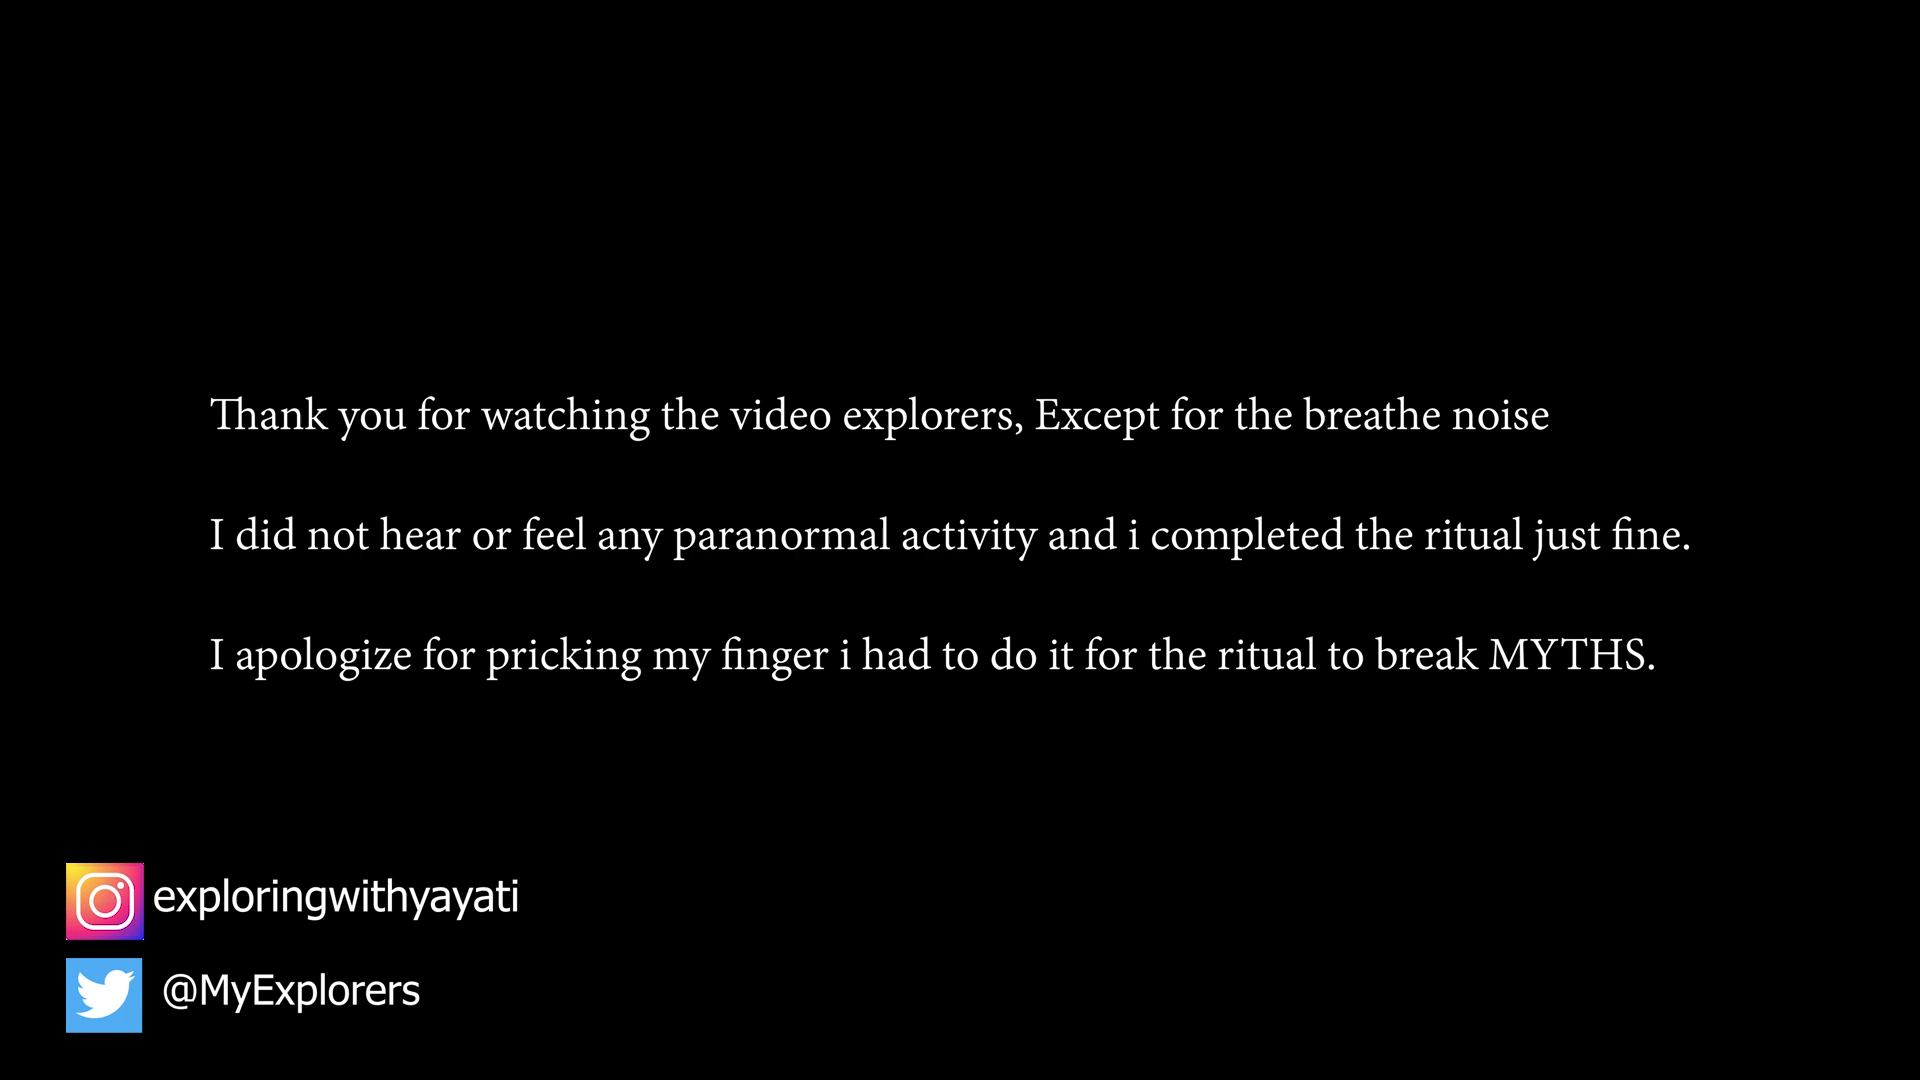 Thank you for watching the video explorers, Except for the breathe noise
I did not hear or feel any paranormal activity and i completed the ritual just fine.
I apologize for pricking my finger i had to do it for the ritual to break MYTHS.
exploringwithyayati
@MyExplorers